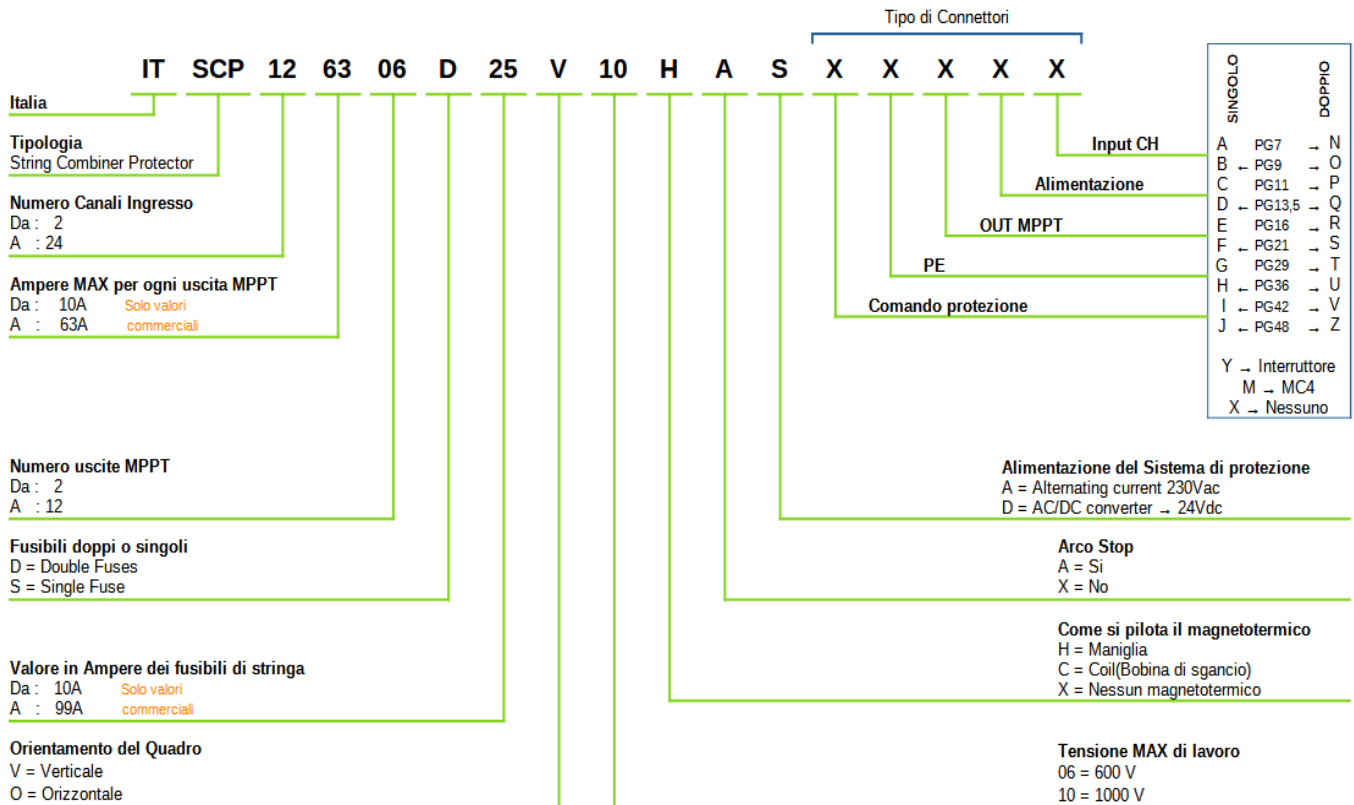 Tipo di Connettori
IT SCP 12 63 06 D 25 V 10 H A S X X X X X
Italia
Tipologia
String Combiner Protector
Numero Canali Ingresso
Da : 2
A : 24
Ampere MAX per ogni uscita MPPT
Da : 10A Solo valori
A : 63A commerciali
Numero uscite MPPT
Da : 2
A : 12
Fusibili doppi o singoli
D = Double Fuses
S = Single Fuse
Valore in Ampere dei fusibili di stringa
Da : 10A Solo valori
A : 99A commerciali
Orientamento del Quadro
V = Verticale
O = Orizzontale
Input CH
Alimentazione
OUT MPPT
PE
Comando protezione
SINGOLO DOPPIO
A PG7 → N
B ← PG9 → O
C PG11 → P
D ← PG13,5 → Q
E PG16 → R
F ← PG21 → S
G PG29 → T
H ← PG36 → U
I ← PG42 → V
J ← PG48 → Z
Y → Interruttore
M → MC4
X → Nessuno
Alimentazione del Sistema di protezione
A = Alternating current 230Vac
D = AC/DC converter → 24Vdc
Arco Stop
A = Si
X = No
Come si pilota il magnetotermico
H = Maniglia
C = Coil(Bobina di sgancio)
X = Nessun magnetotermico
Tensione MAX di lavoro
06 = 600 V
10 = 1000 V